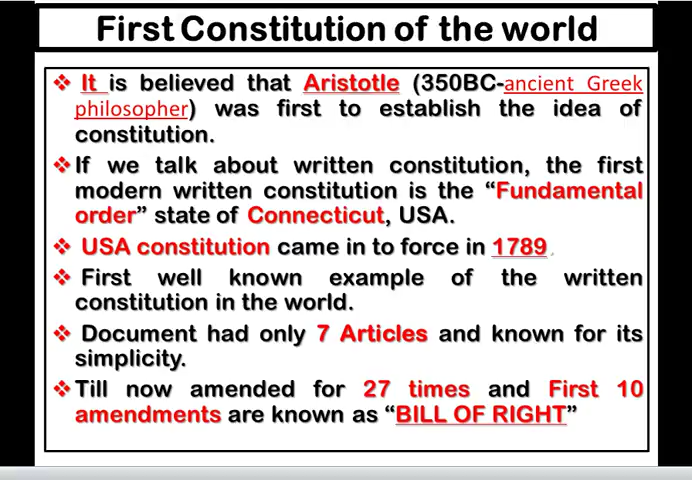 First Constitution of the world
❖ It is believed that Aristotle (350BC-ancient Greek
philosopher) was first to establish the idea of
constitution.
❖ If we talk about written constitution, the first
modern written constitution is the “Fundamental
order” state of Connecticut, USA.
❖ USA constitution came in to force in 1789.
❖ First well known example of the written
constitution in the world.
❖ Document had only 7 Articles and known for its
simplicity.
❖ Till now amended for 27 times and First 10
amendments are known as “BILL OF RIGHT”